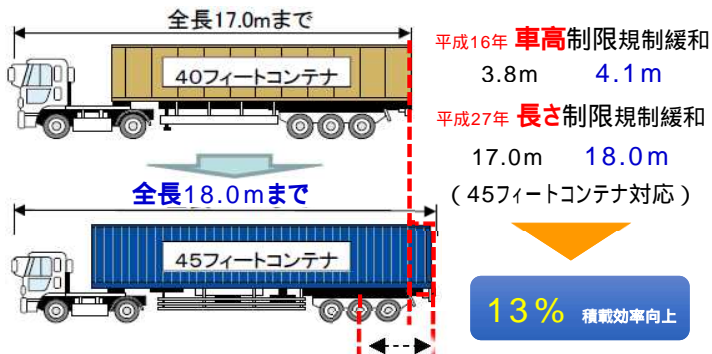 全長17.0mまで
40フィートコンテナ
全長18.0mまで
45フィートコンテナ
平成16年 車高制限規制緩和
3.8m 4.1m
平成27年 長さ制限規制緩和
17.0m 18.0m
(45フィートコンテナ対応)
13% 積載効率向上